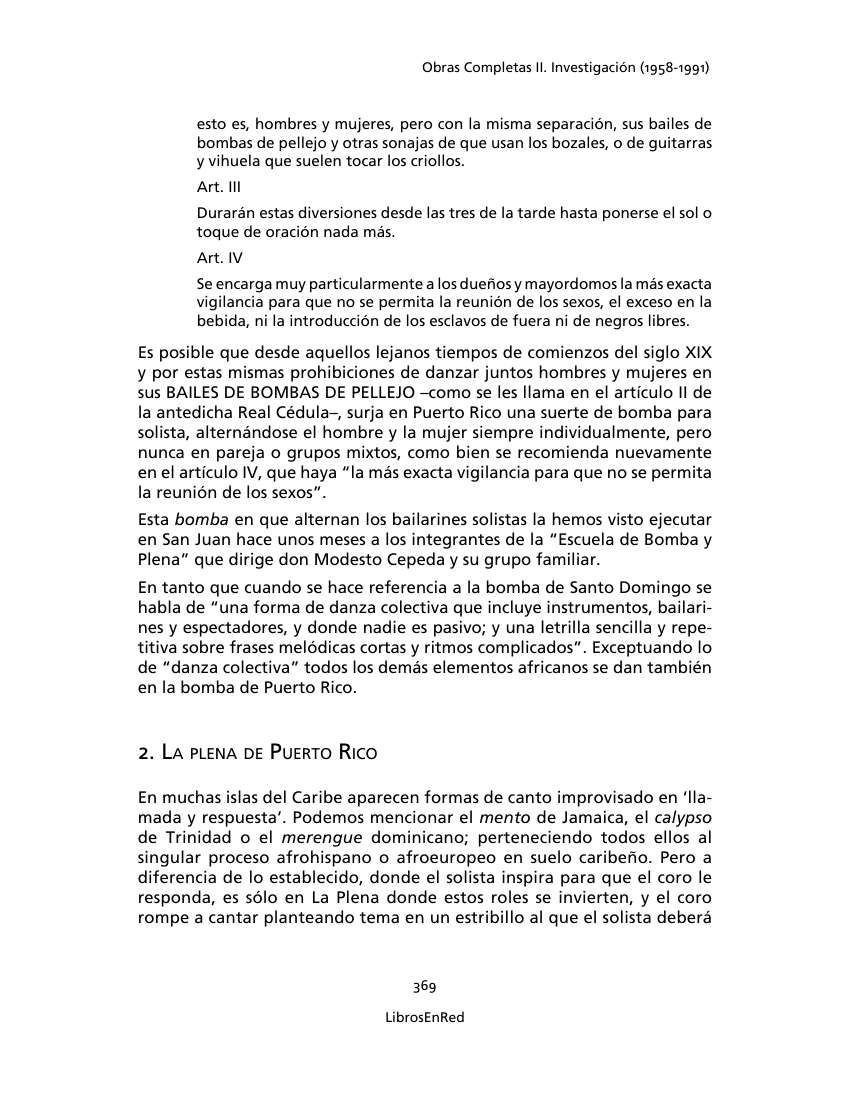 Obras Completas II. Investigación (1958-1991)
esto es, hombres y mujeres, pero con la misma separación, sus bailes de
bombas de pellejo y otras sonajas de que usan los bozales, o de guitarras
y vihuela que suelen tocar los criollos.
Art. III
Durarán estas diversiones desde las tres de la tarde hasta ponerse el sol o
toque de oración nada más.
Art. IV
Se encarga muy particularmente a los dueños y mayordomos la más exacta
vigilancia para que no se permita la reunión de los sexos, el exceso en la
bebida, ni la introducción de los esclavos de fuera ni de negros libres.
Es posible que desde aquellos lejanos tiempos de comienzos del siglo XIX
y por estas mismas prohibiciones de danzar juntos hombres y mujeres en
sus BAILES DE BOMBAS DE PELLEJO –como se les llama en el artículo II de
la antedicha Real Cédula–, surja en Puerto Rico una suerte de bomba para
solista, alternándose el hombre y la mujer siempre individualmente, pero
nunca en pareja o grupos mixtos, como bien se recomienda nuevamente
en el artículo IV, que haya “la más exacta vigilancia para que no se permita
la reunión de los sexos”.
Esta bomba en que alternan los bailarines solistas la hemos visto ejecutar
en San Juan hace unos meses a los integrantes de la “Escuela de Bomba y
Plena” que dirige don Modesto Cepeda y su grupo familiar.
En tanto que cuando se hace referencia a la bomba de Santo Domingo se
habla de “una forma de danza colectiva que incluye instrumentos, bailari-
nes y espectadores, y donde nadie es pasivo; y una letrilla sencilla y repe-
titiva sobre frases melódicas cortas y ritmos complicados”. Exceptuando lo
de “danza colectiva” todos los demás elementos africanos se dan también
en la bomba de Puerto Rico.
2. La plena de Puerto Rico
En muchas islas del Caribe aparecen formas de canto improvisado en ‘lla-
mada y respuesta’. Podemos mencionar el mento de Jamaica, el calypso
de Trinidad o el merengue dominicano; perteneciendo todos ellos al
singular proceso afrohispano o afroeuropeo en suelo caribeño. Pero a
diferencia de lo establecido, donde el solista inspira para que el coro le
responda, es sólo en La Plena donde estos roles se invierten, y el coro
rompe a cantar planteando tema en un estribillo al que el solista deberá
369
LibrosEnRed